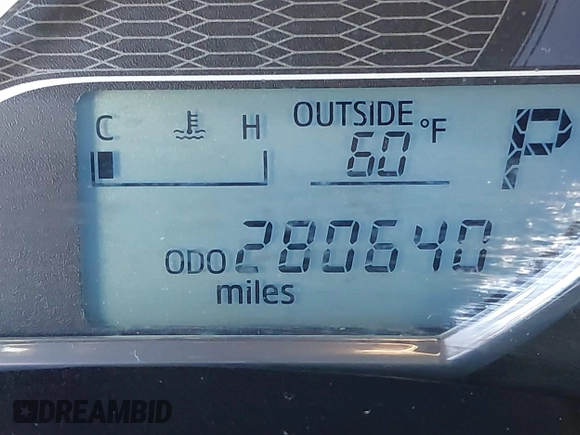 C H OUTSIDE
60 °F P
ODO 280640
miles
DREAMBID